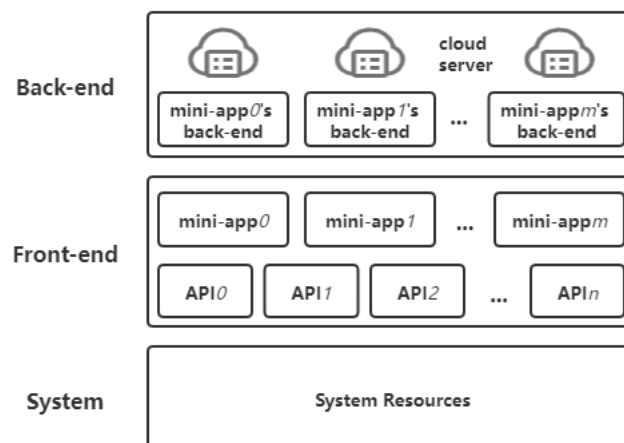 cloud
server
Back-end
mini-app0's
back-end
mini-app1's
back-end
...
mini-appm's
back-end
Front-end
mini-app0
mini-app1
...
mini-appm
API0
API1
API2
...
APIn
System
System Resources